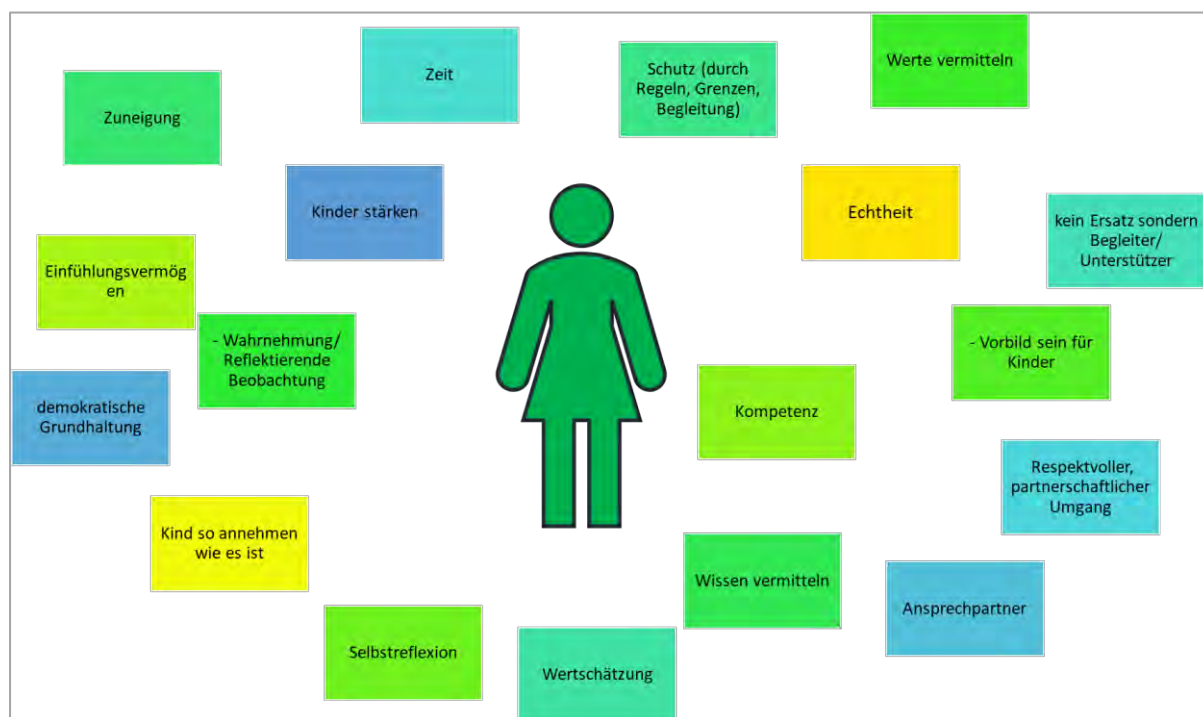 Zeit
Schutz (durch
Regeln, Grenzen,
Begleitung)
Werte vermitteln
Zuneigung
Kinder stärken
Echtheit
kein Ersatz sondern
Begleiter/
Unterstützer
Einfühlungsvermög
en
- Wahrnehmung/
Reflektierende
Beobachtung
- Vorbild sein für
Kinder
demokratische
Grundhaltung
Kompetenz
Respektvoller,
partnerschaftlicher
Umgang
Kind so annehmen
wie es ist
Wissen vermitteln
Ansprechpartner
Selbstreflexion
Wertschätzung